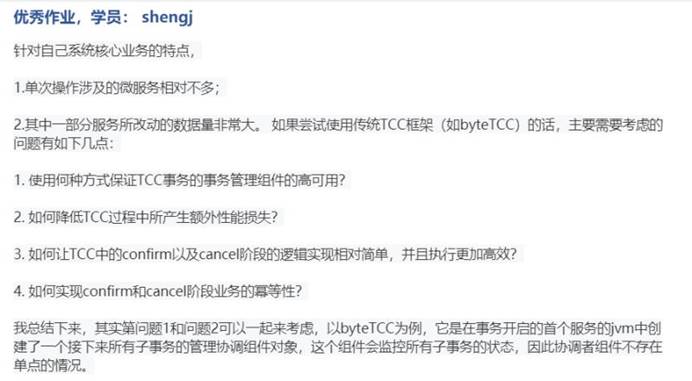 优秀作业，学员： shengj
针对自己系统核心业务的特点，
1.单次操作涉及的微服务相对不多；
2.其中一部分服务所改动的数据量非常大。 如果尝试使用传统TCC框架（如byteTCC）的话，主要需要考虑的
问题有如下几点：
1. 使用何种方式保证TCC事务的事务管理组件的高可用？
2. 如何降低TCC过程中所产生额外性能损失？
3. 如何让TCC中的confirm以及cancel阶段的逻辑实现相对简单，并且执行更加高效？
4. 如何实现confirm和cancel阶段业务的幂等性？
我总结下来，其实第问题1和问题2可以一起来考虑，以byteTCC为例，它是在事务开启的首个服务的jvm中创
建了一个接下来所有子事务的管理协调组件对象，这个组件会监控所有子事务的状态，因此协调者组件不存在
单点的情况。